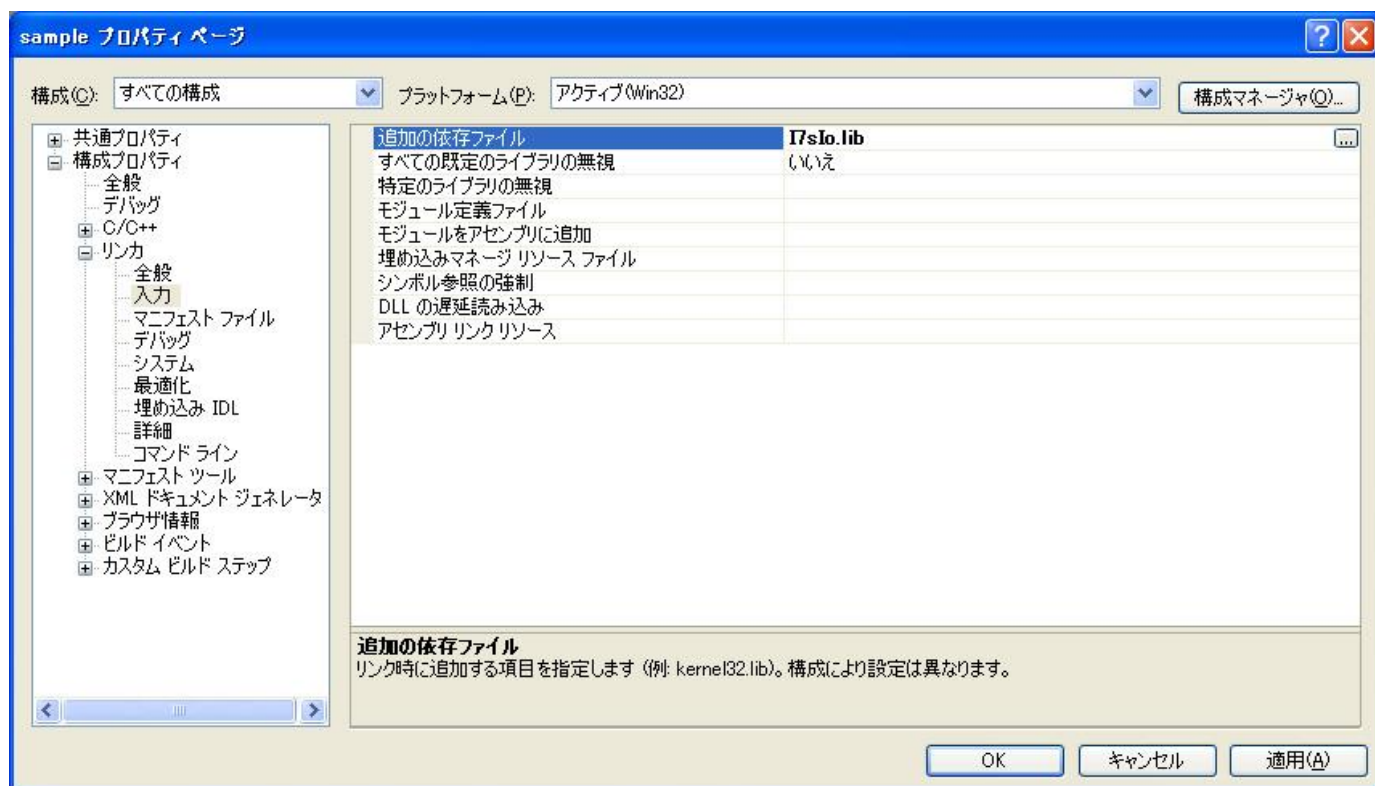 sample プロパティ ページ
構成(C): すべての構成 プラットフォーム(P): アクティブ(Win32) 構成マネージャ(O)...
共通プロパティ
構成プロパティ
全般
デバッグ
C/C++
リンカ
全般
入力
マニフェスト ファイル
デバッグ
システム
最適化
埋め込み IDL
詳細
コマンド ライン
マニフェスト ツール
XML ドキュメント ジェネレータ
ブラウザ情報
ビルド イベント
カスタム ビルド ステップ
追加の依存ファイル I7sIo.lib ...
すべての既定のライブラリの無視 いいえ
特定のライブラリの無視
モジュール定義ファイル
モジュールをアセンブリに追加
埋め込みマネージ リソース ファイル
シンボル参照の強制
DLL の遅延読み込み
アセンブリ リンク リソース
追加の依存ファイル
リンク時に追加する項目を指定します (例: kernel32.lib)。構成により設定は異なります。
OK キャンセル 適用(A)